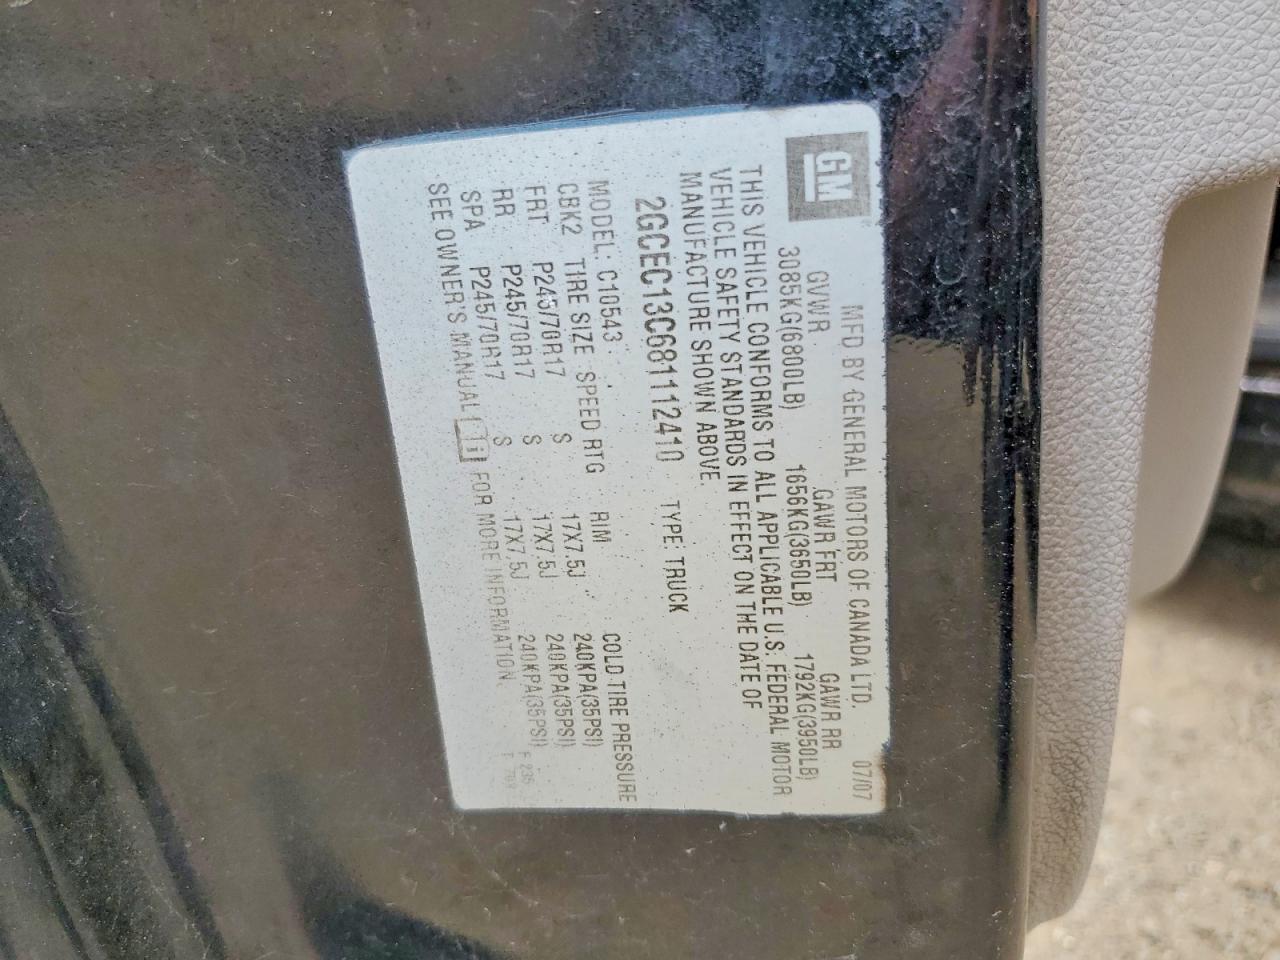 GM
MFD BY GENERAL MOTORS OF CANADA LTD. 07/07
GVWR GAWR FRT GAWR RR
3085KG(6800LB) 1656KG(3650LB) 1792KG(3950LB)
THIS VEHICLE CONFORMS TO ALL APPLICABLE U.S. FEDERAL MOTOR
VEHICLE SAFETY STANDARDS IN EFFECT ON THE DATE OF
MANUFACTURE SHOWN ABOVE.
2GCEC13C681112410 TYPE: TRUCK
MODEL: C10543
CBK2 TIRE SIZE SPEED RTG RIM COLD TIRE PRESSURE
FRT P245/70R17 S 17X7.5J 240KPA(35PSI)
RR P245/70R17 S 17X7.5J 240KPA(35PSI)
SPA P245/70R17 S 17X7.5J 240KPA(35PSI)
SEE OWNER'S MANUAL FOR MORE INFORMATION.